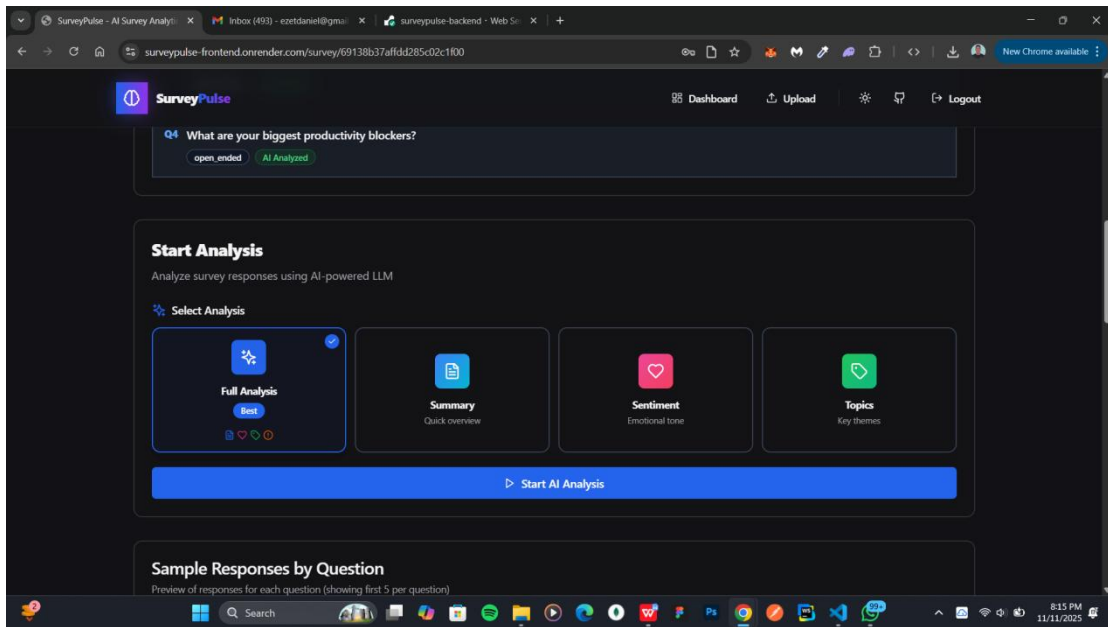 SurveyPulse - AI Survey Analyti
Inbox (493) - ezetdaniel@gmail
surveypulse-backend · Web Se
surveypulse-frontend.onrender.com/survey/69138b37affdd285c02c1f00
New Chrome available
SurveyPulse
Dashboard
Upload
Logout
Q4 What are your biggest productivity blockers?
open_ended
AI Analyzed
Start Analysis
Analyze survey responses using AI-powered LLM
Select Analysis
Full Analysis
Best
Summary
Quick overview
Sentiment
Emotional tone
Topics
Key themes
Start AI Analysis
Sample Responses by Question
Preview of responses for each question (showing first 5 per question)
2
Search
Ps
99+
8:15 PM
11/11/2025